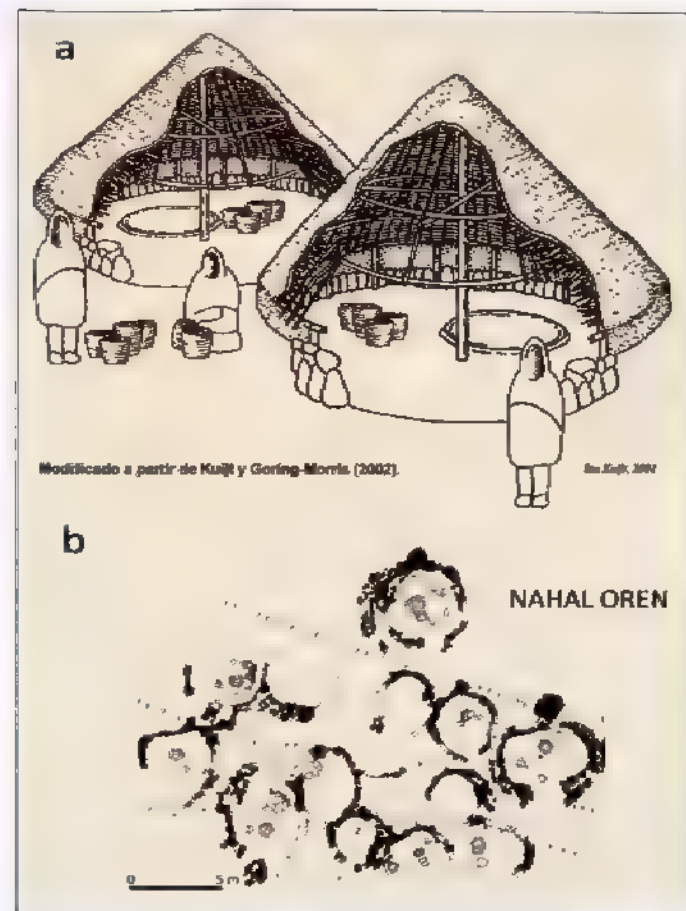 a
Modificado a partir de Kuijt y Goring-Morris (2002).
b
NAHAL OREN
0 5 m